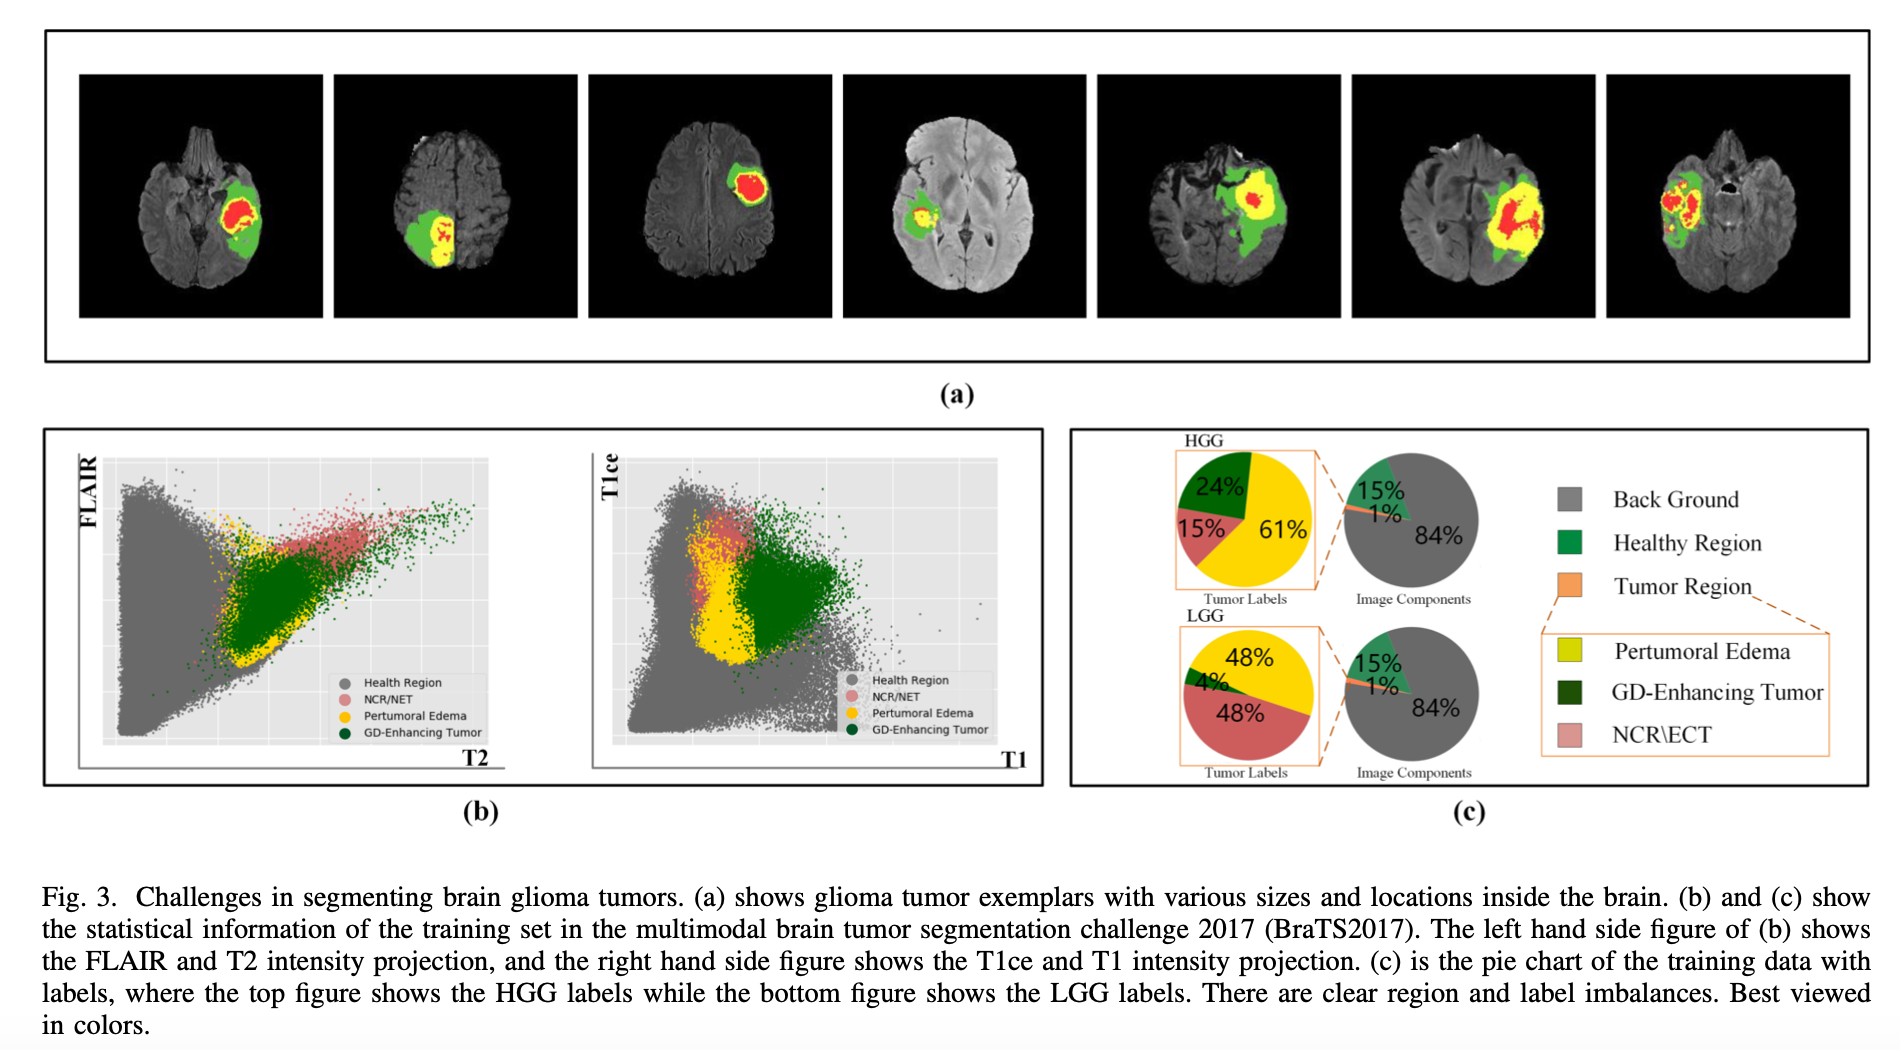 (a)
FLAIR
Health Region
NCR/NET
Pertumoral Edema
GD-Enhancing Tumor
T2
T1ce
Health Region
NCR/NET
Pertumoral Edema
GD-Enhancing Tumor
T1
(b)
HGG
24%
15%
61%
Tumor Labels
15%
1%
84%
Image Components
LGG
48%
4%
48%
Tumor Labels
15%
1%
84%
Image Components
Back Ground
Healthy Region
Tumor Region
Pertumoral Edema
GD-Enhancing Tumor
NCR\ECT
(c)
Fig. 3. Challenges in segmenting brain glioma tumors. (a) shows glioma tumor exemplars with various sizes and locations inside the brain. (b) and (c) show
the statistical information of the training set in the multimodal brain tumor segmentation challenge 2017 (BraTS2017). The left hand side figure of (b) shows
the FLAIR and T2 intensity projection, and the right hand side figure shows the T1ce and T1 intensity projection. (c) is the pie chart of the training data with
labels, where the top figure shows the HGG labels while the bottom figure shows the LGG labels. There are clear region and label imbalances. Best viewed
in colors.